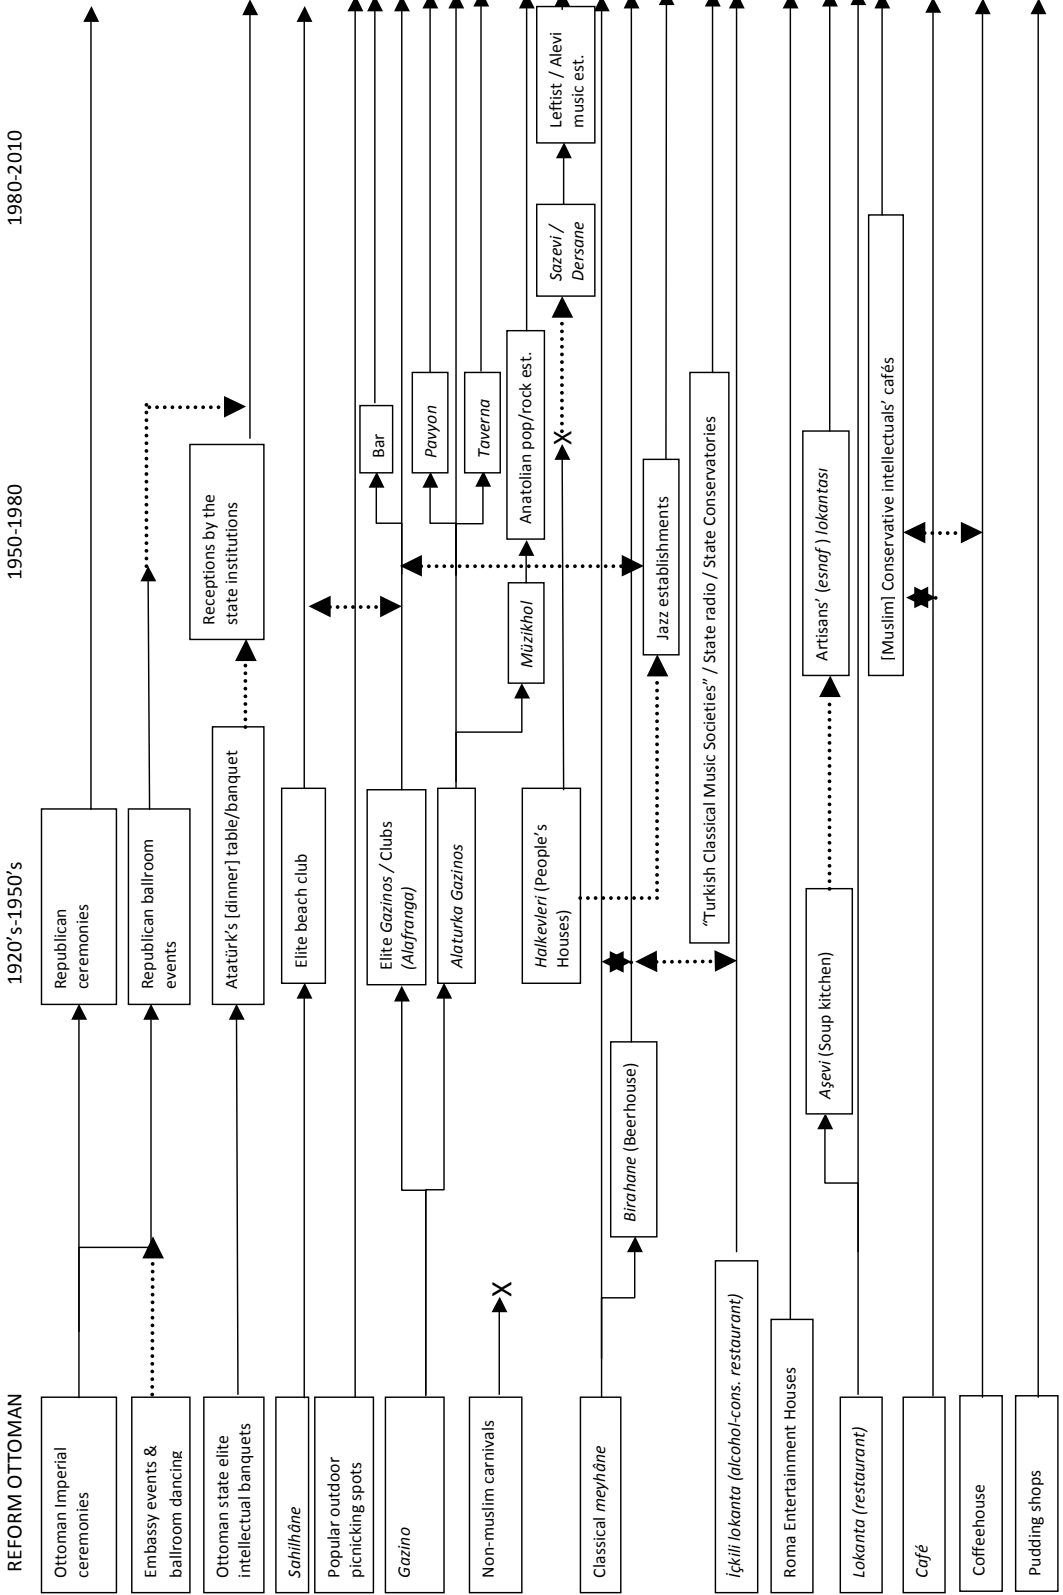 REFORM OTTOMAN
1920's-1950's
1950-1980
1980-2010
Ottoman Imperial
ceremonies
Embassy events &
ballroom dancing
Ottoman state elite
intellectual banquets
Sahilhâne
Popular outdoor
picnicking spots
Gazino
Non-muslim carnivals
X
Classical meyhâne
İçkili lokanta (alcohol-cons. restaurant)
Roma Entertainment Houses
Lokanta (restaurant)
Café
Coffeehouse
Pudding shops
Birahane (Beerhouse)
Aşevi (Soup kitchen)
Republican
ceremonies
Republican ballroom
events
Atatürk's [dinner] table/banquet
Elite beach club
Elite Gazinos / Clubs
(Alafranga)
Alaturka Gazinos
Halkevleri (People's
Houses)
"Turkish Classical Music Societies" / State radio / State Conservatories
Receptions by the
state institutions
Bar
Pavyon
Taverna
Müzikhol
Anatolian pop/rock est.
X
Jazz establishments
Artisans' (esnaf ) lokantası
[Muslim] Conservative intellectuals' cafés
Sazevi /
Dersane
Leftist / Alevi
music est.